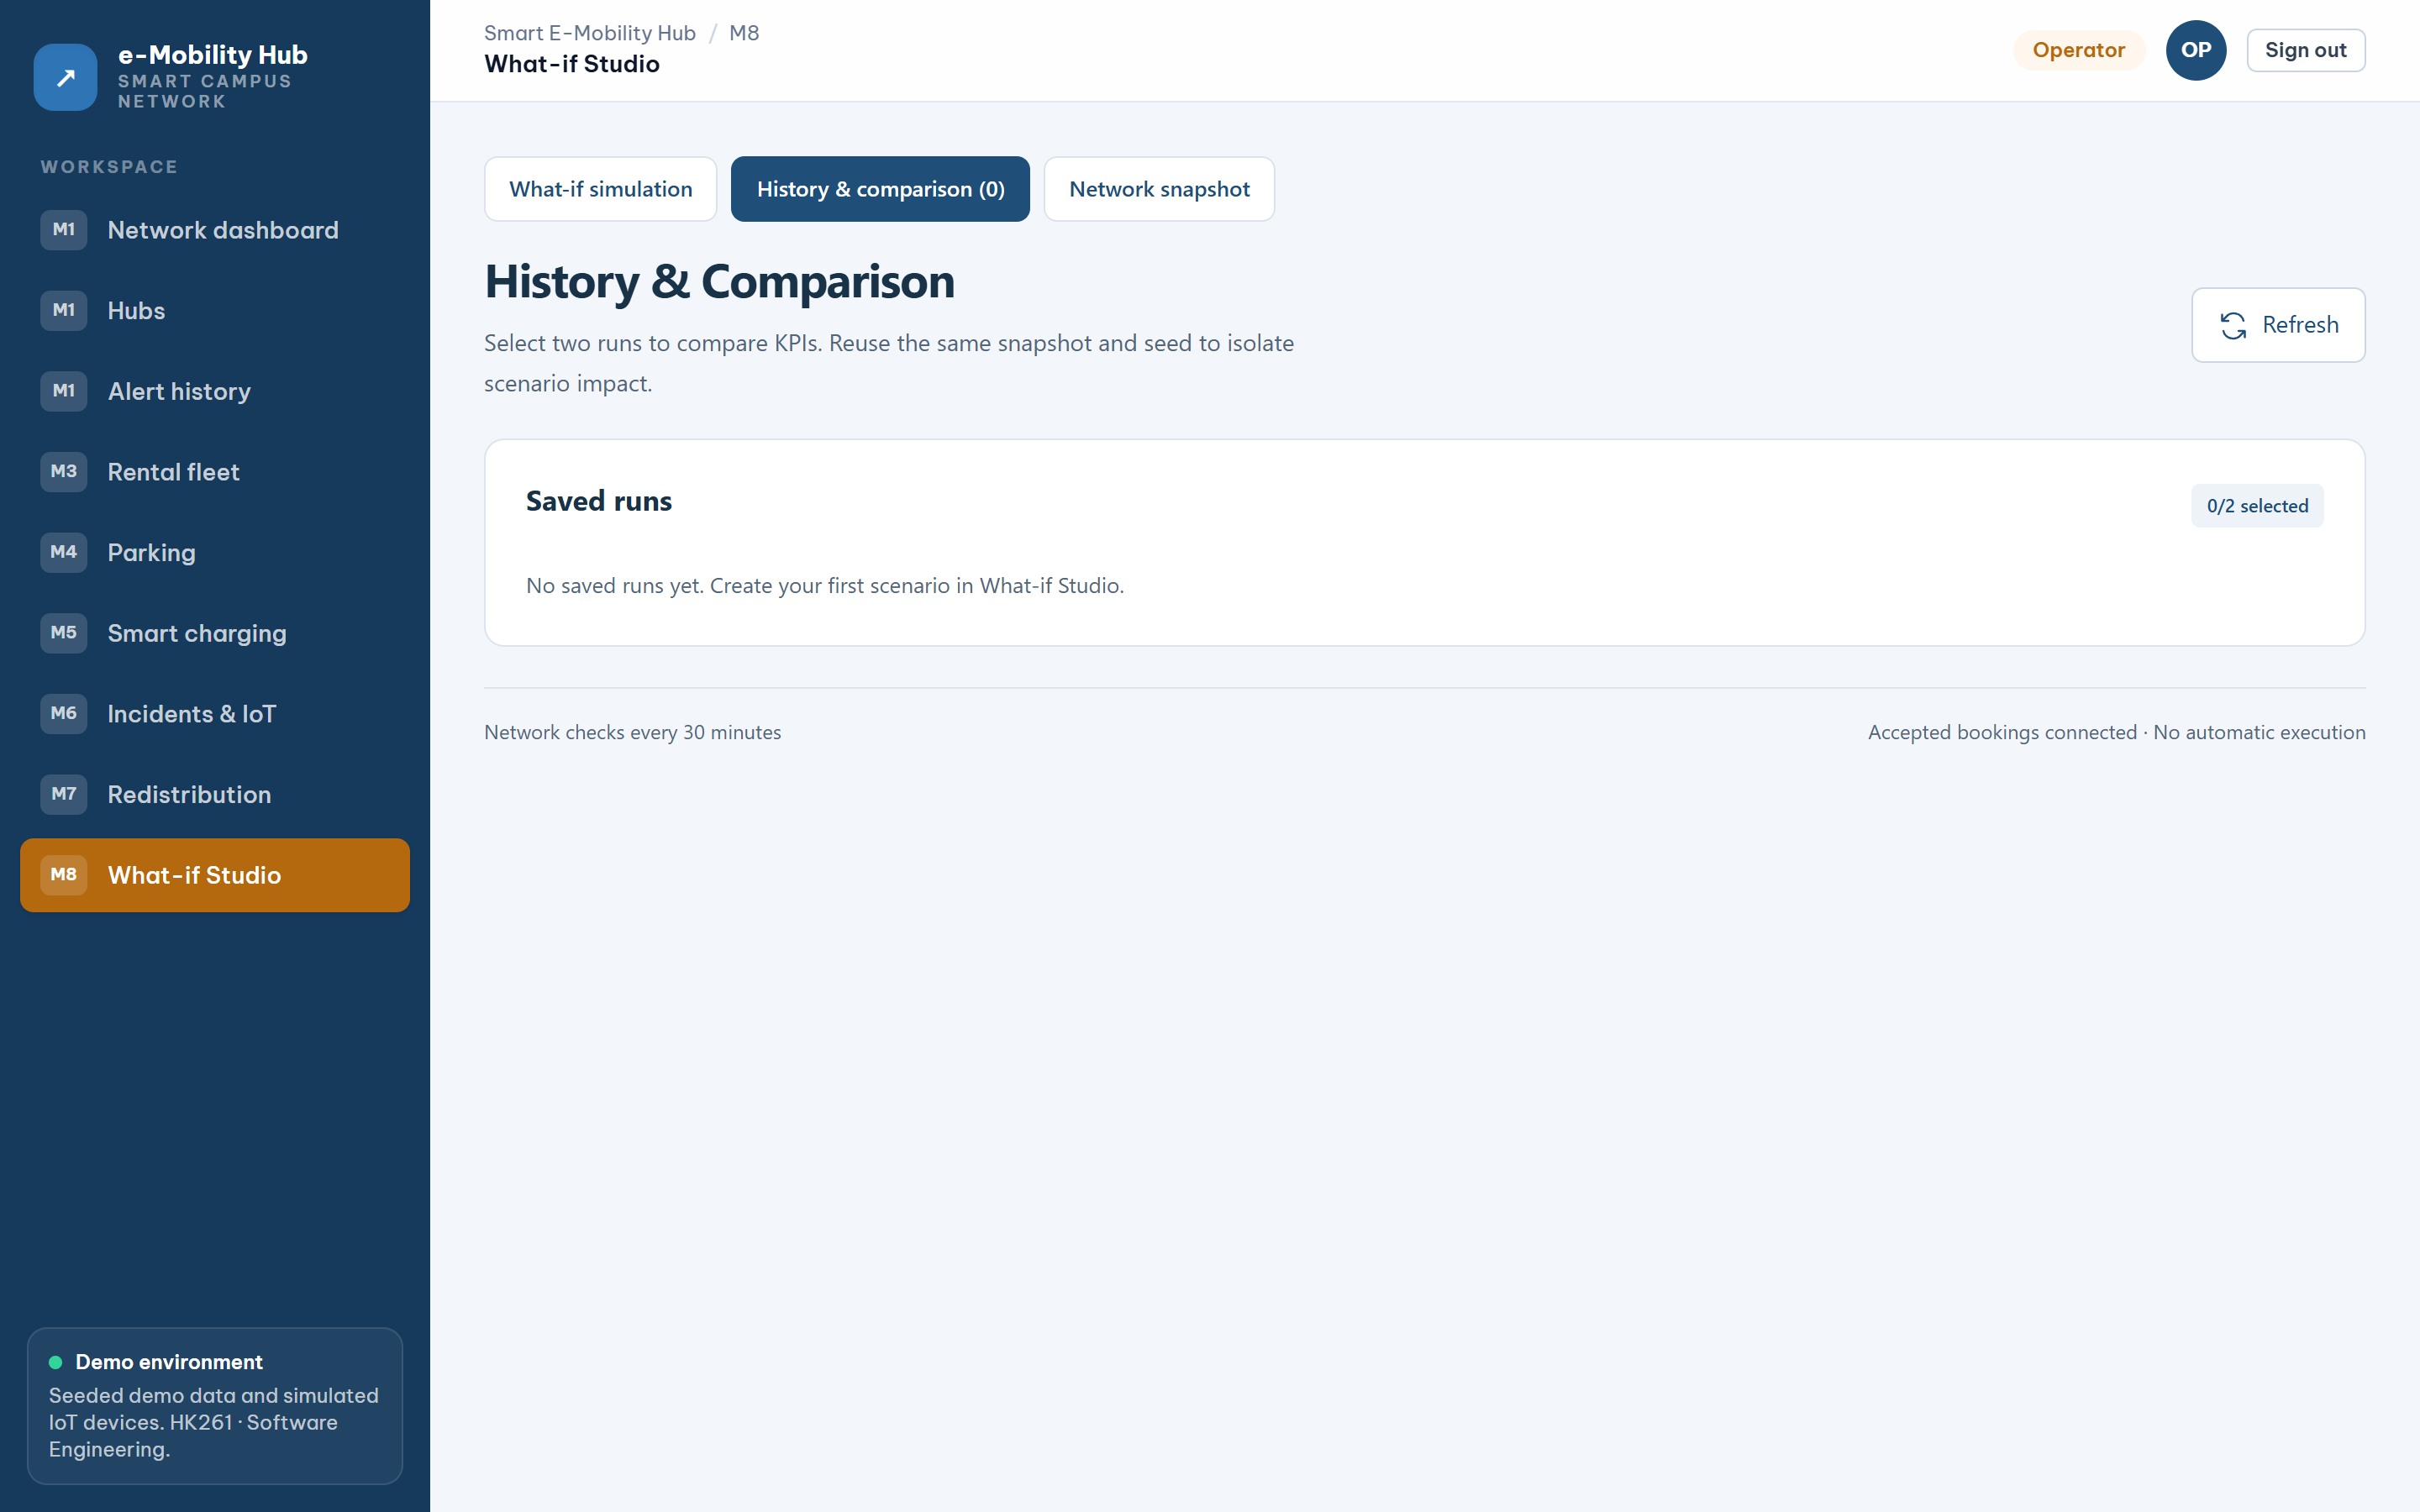 e-Mobility Hub
SMART CAMPUS
NETWORK
WORKSPACE
M1 Network dashboard
M1 Hubs
M1 Alert history
M3 Rental fleet
M4 Parking
M5 Smart charging
M6 Incidents & IoT
M7 Redistribution
M8 What-if Studio
Demo environment
Seeded demo data and simulated
IoT devices. HK261 · Software
Engineering.
Smart E-Mobility Hub / M8
What-if Studio
Operator
OP
Sign out
What-if simulation
History & comparison (0)
Network snapshot
History & Comparison
Select two runs to compare KPIs. Reuse the same snapshot and seed to isolate
scenario impact.
Refresh
Saved runs
0/2 selected
No saved runs yet. Create your first scenario in What-if Studio.
Network checks every 30 minutes
Accepted bookings connected · No automatic execution